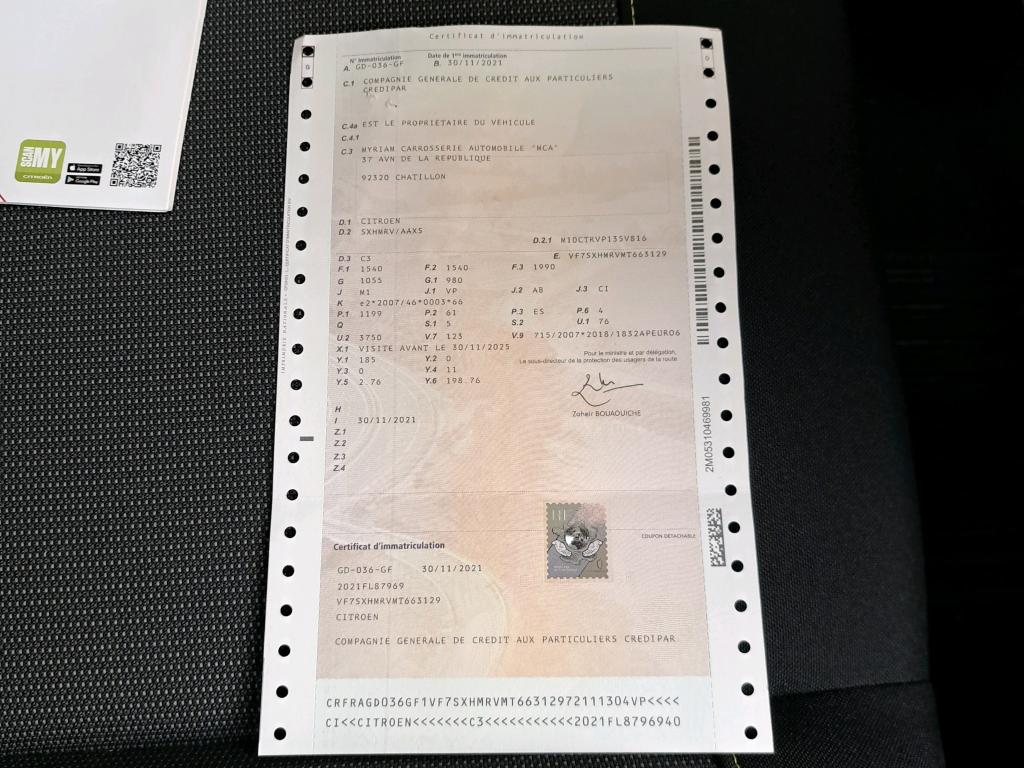 Certificat d'immatriculation
N° Immatriculation
A. GD-036-GF
Date de 1ère immatriculation
B. 30/11/2021
C.1 COMPAGNIE GENERALE DE CREDIT AUX PARTICULIERS
CREDIPAR
C.4a EST LE PROPRIETAIRE DU VEHICULE
C.4.1
C.3 MYRIAM CARROSSERIE AUTOMOBILE "MCA"
37 AVN DE LA REPUBLIQUE
92320 CHATILLON
D.1 CITROEN
D.2 SXHMRV/AAX5
D.2.1 M10CTRVP135V816
D.3 C3
E. VF7SXHMRVMT663129
F.1 1540 F.2 1540 F.3 1990
G 1055 G.1 980
J M1 J.1 VP J.2 AB J.3 CI
K e2*2007/46*0003*66
P.1 1199 P.2 61 P.3 ES P.6 4
Q S.1 5 S.2 U.1 76
U.2 3750 V.7 123 V.9 715/2007*2018/1832APEURO6
X.1 VISITE AVANT LE 30/11/2025
Y.1 185 Y.2 0
Y.3 0 Y.4 11
Y.5 2.76 Y.6 198.76
Pour le ministre et par délégation,
Le sous-directeur de la protection des usagers de la route
Zoheir BOUAOUICHE
H
I 30/11/2021
Z.1
Z.2
Z.3
Z.4
2M05310469981
COUPON DÉTACHABLE
Certificat d'immatriculation
GD-036-GF 30/11/2021
2021FL87969
VF7SXHMRVMT663129
CITROEN
COMPAGNIE GENERALE DE CREDIT AUX PARTICULIERS CREDIPAR
CRFRAGD036GF1VF7SXHMRVMT66312972111304VP<<<<
CI<<CITROEN<<<<<<<C3<<<<<<<<<<<2021FL8796940
SCAN
MY
CITROËN
App Store
Google Play